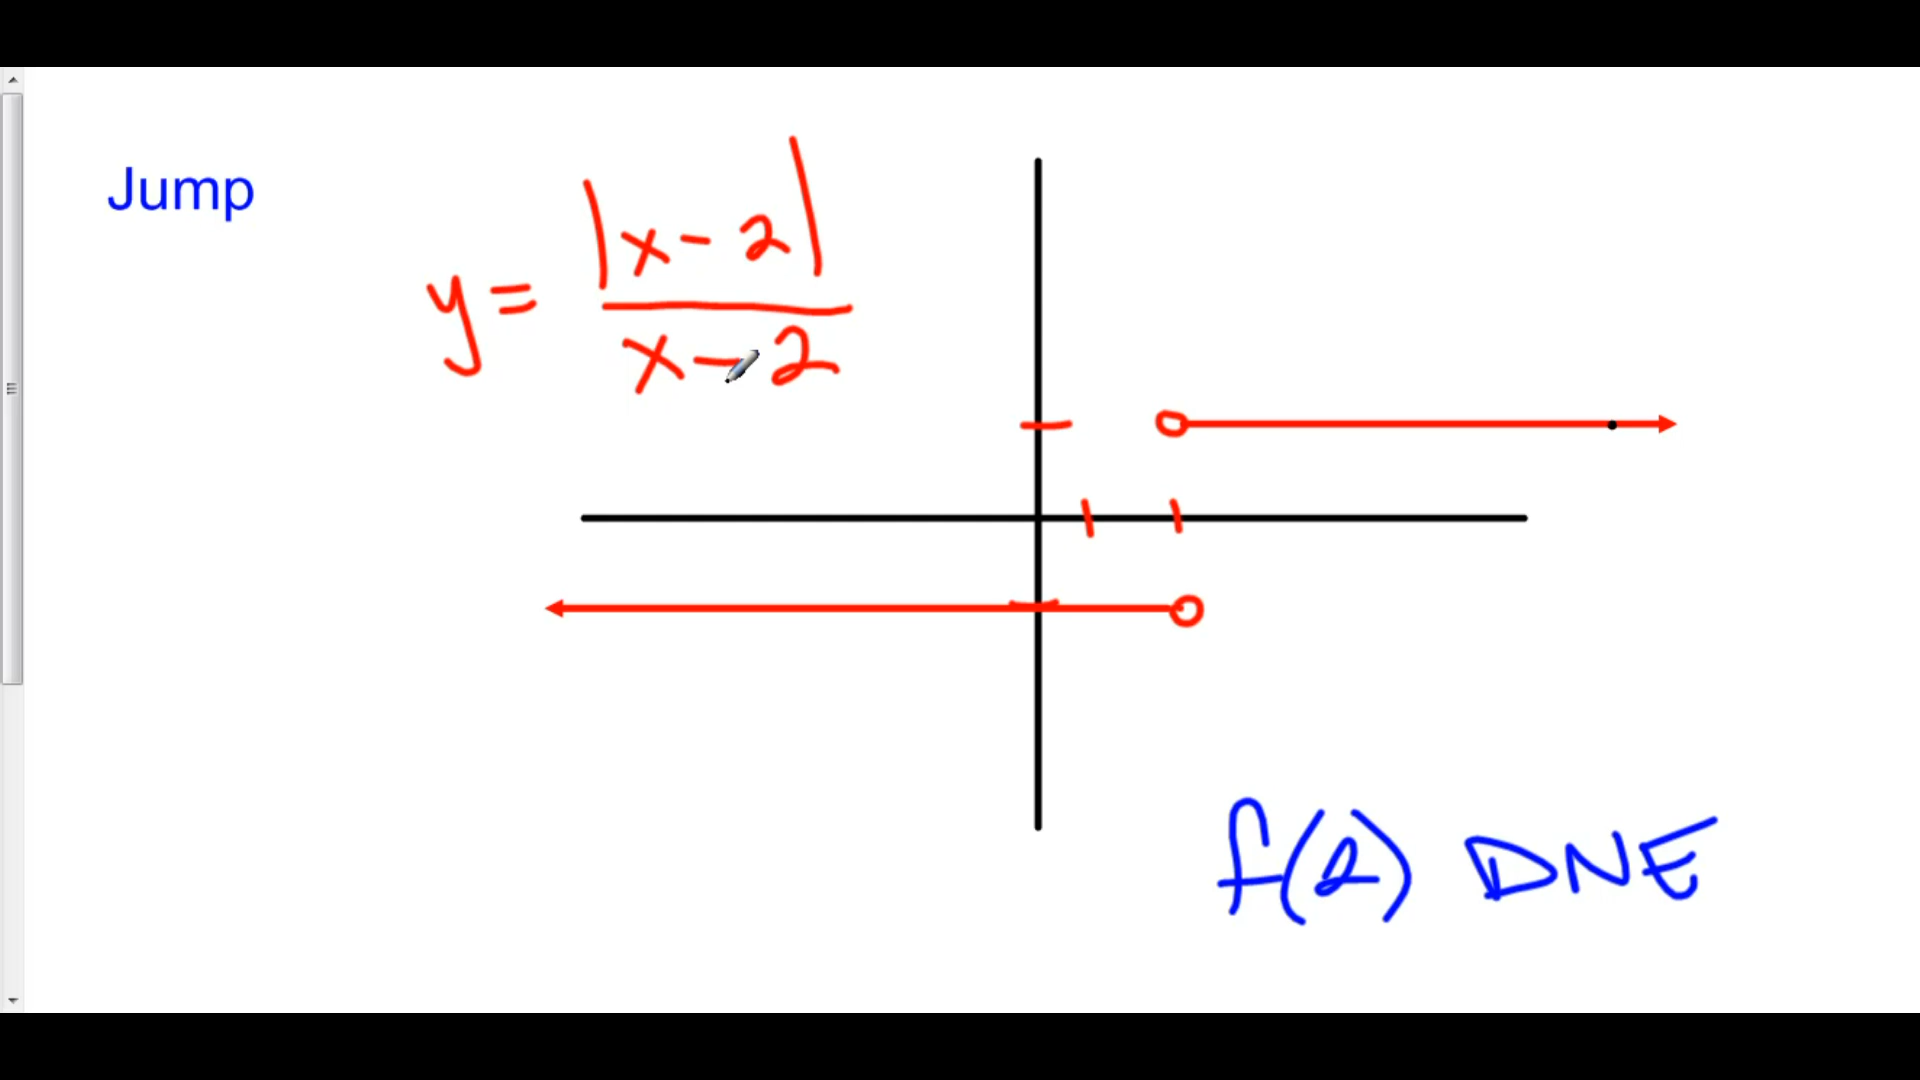 Jump
y = |x - 2|
x - 2
f(2) DNE